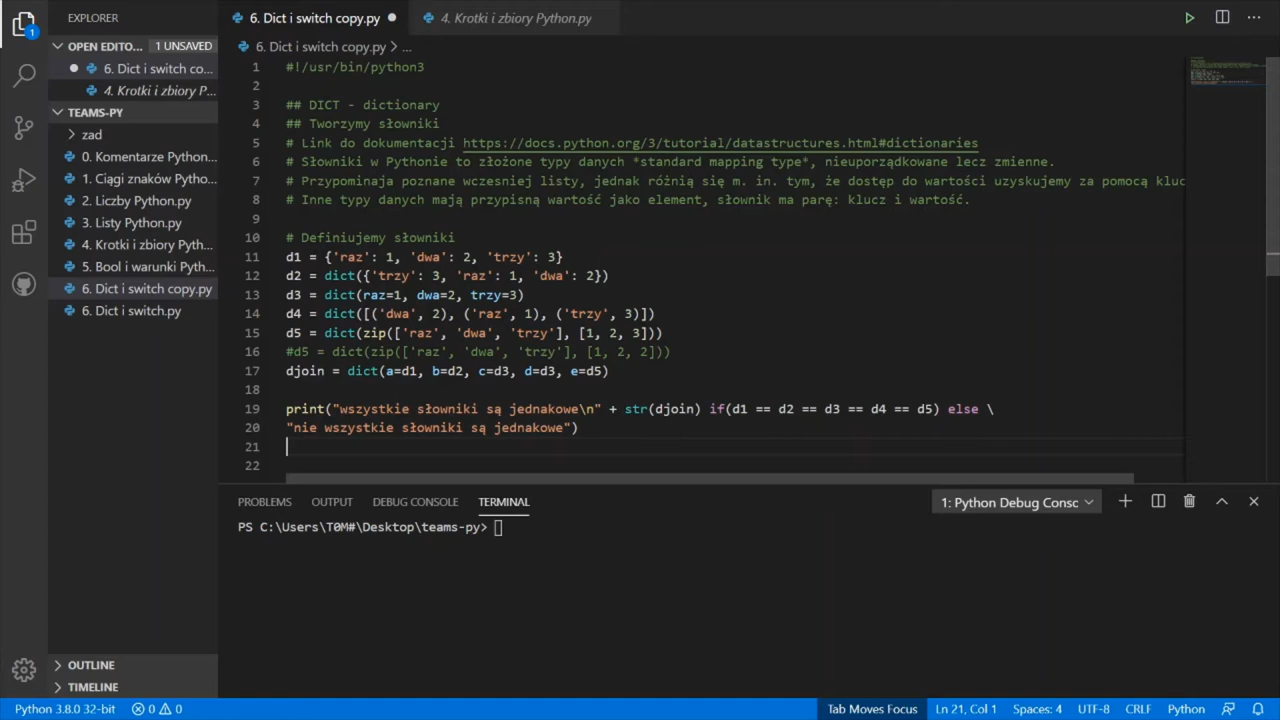 EXPLORER
6. Dict i switch copy.py
4. Krotki i zbiory Python.py
OPEN EDITO... 1 UNSAVED
6. Dict i switch co...
4. Krotki i zbiory P...
TEAMS-PY
zad
0. Komentarze Python...
1. Ciągi znaków Pytho...
2. Liczby Python.py
3. Listy Python.py
4. Krotki i zbiory Pyth...
5. Bool i warunki Pyth...
6. Dict i switch copy.py
6. Dict i switch.py
OUTLINE
TIMELINE
6. Dict i switch copy.py > ...
1 #!/usr/bin/python3
2
3 ## DICT - dictionary
4 ## Tworzymy słowniki
5 # Link do dokumentacji https://docs.python.org/3/tutorial/datastructures.html#dictionaries
6 # Słowniki w Pythonie to złożone typy danych *standard mapping type*, nieuporządkowane lecz zmienne.
7 # Przypominaja poznane wczesniej listy, jednak różnią się m. in. tym, że dostęp do wartości uzyskujemy za pomocą kluc
8 # Inne typy danych mają przypisną wartość jako element, słownik ma parę: klucz i wartość.
9
10 # Definiujemy słowniki
11 d1 = {'raz': 1, 'dwa': 2, 'trzy': 3}
12 d2 = dict({'trzy': 3, 'raz': 1, 'dwa': 2})
13 d3 = dict(raz=1, dwa=2, trzy=3)
14 d4 = dict([('dwa', 2), ('raz', 1), ('trzy', 3)])
15 d5 = dict(zip(['raz', 'dwa', 'trzy'], [1, 2, 3]))
16 #d5 = dict(zip(['raz', 'dwa', 'trzy'], [1, 2, 2]))
17 djoin = dict(a=d1, b=d2, c=d3, d=d3, e=d5)
18
19 print("wszystkie słowniki są jednakowe\n" + str(djoin) if(d1 == d2 == d3 == d4 == d5) else \
20 "nie wszystkie słowniki są jednakowe")
21
22
PROBLEMS OUTPUT DEBUG CONSOLE TERMINAL 1: Python Debug Consc
PS C:\Users\T0M#\Desktop\teams-py>
Python 3.8.0 32-bit 0 0 Tab Moves Focus Ln 21, Col 1 Spaces: 4 UTF-8 CRLF Python